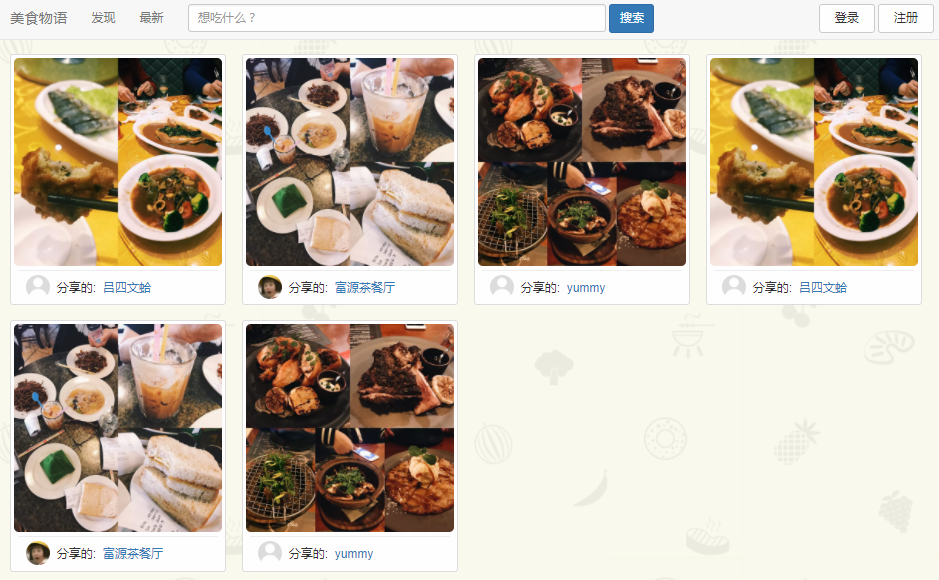 美食物语 发现 最新 想吃什么？ 搜索 登录 注册
分享的: 吕四文蛤 分享的: 富源茶餐厅 分享的: yummy 分享的: 吕四文蛤
分享的: 富源茶餐厅 分享的: yummy